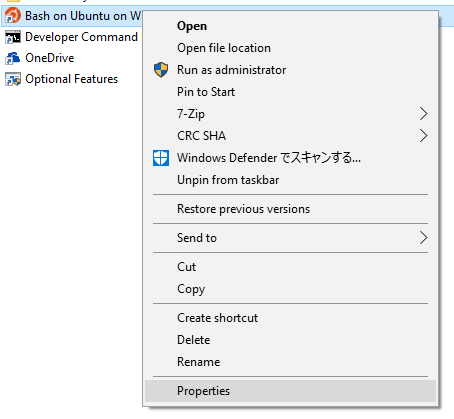 Bash on Ubuntu on W
Developer Command
OneDrive
Optional Features
Open
Open file location
Run as administrator
Pin to Start
7-Zip
CRC SHA
Windows Defender でスキャンする...
Unpin from taskbar
Restore previous versions
Send to
Cut
Copy
Create shortcut
Delete
Rename
Properties